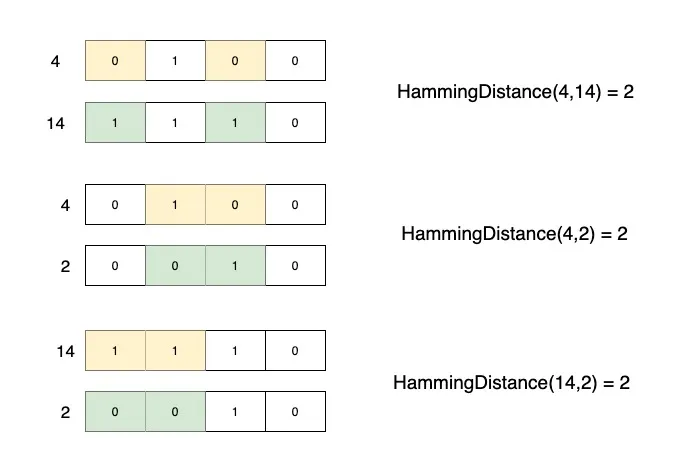 4 0 1 0 0
HammingDistance(4,14) = 2
14 1 1 1 0
4 0 1 0 0
HammingDistance(4,2) = 2
2 0 0 1 0
14 1 1 1 0
HammingDistance(14,2) = 2
2 0 0 1 0